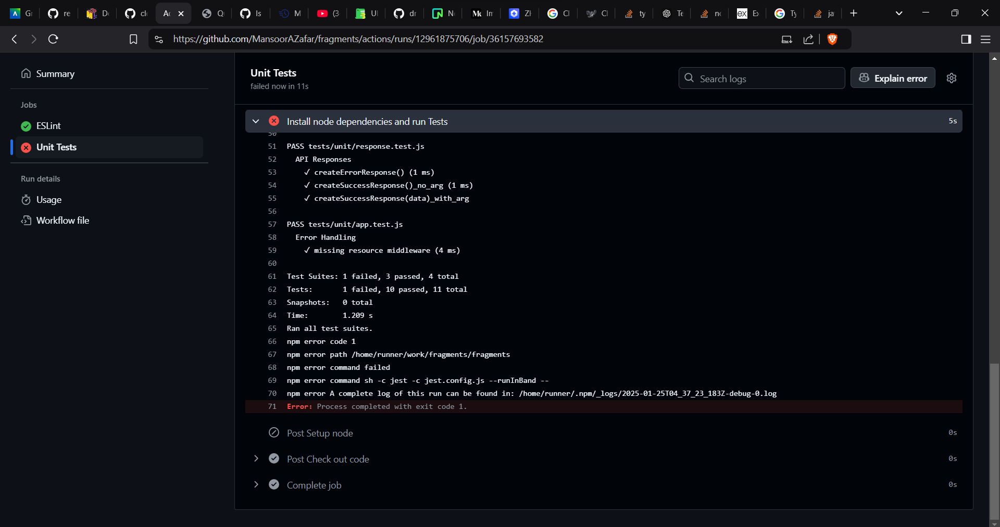 Gi
re
D
cl
Ac
Q
Is
M
(3
UI
dr
N
In
Zl
Cl
Cl
ty
Te
nc
ex E
Ty
ja
https://github.com/MansoorAZafar/fragments/actions/runs/12961875706/job/36157693582
Summary
Jobs
ESLint
Unit Tests
Run details
Usage
Workflow file
Unit Tests
failed now in 11s
Search logs
Explain error
Install node dependencies and run Tests
5s
50
51 PASS tests/unit/response.test.js
52 API Responses
53 ✓ createErrorResponse() (1 ms)
54 ✓ createSuccessResponse()_no_arg (1 ms)
55 ✓ createSuccessResponse(data)_with_arg
56
57 PASS tests/unit/app.test.js
58 Error Handling
59 ✓ missing resource middleware (4 ms)
60
61 Test Suites: 1 failed, 3 passed, 4 total
62 Tests: 1 failed, 10 passed, 11 total
63 Snapshots: 0 total
64 Time: 1.209 s
65 Ran all test suites.
66 npm error code 1
67 npm error path /home/runner/work/fragments/fragments
68 npm error command failed
69 npm error command sh -c jest -c jest.config.js --runInBand --
70 npm error A complete log of this run can be found in: /home/runner/.npm/_logs/2025-01-25T04_37_23_183Z-debug-0.log
71 Error: Process completed with exit code 1.
Post Setup node
0s
Post Check out code
0s
Complete job
0s